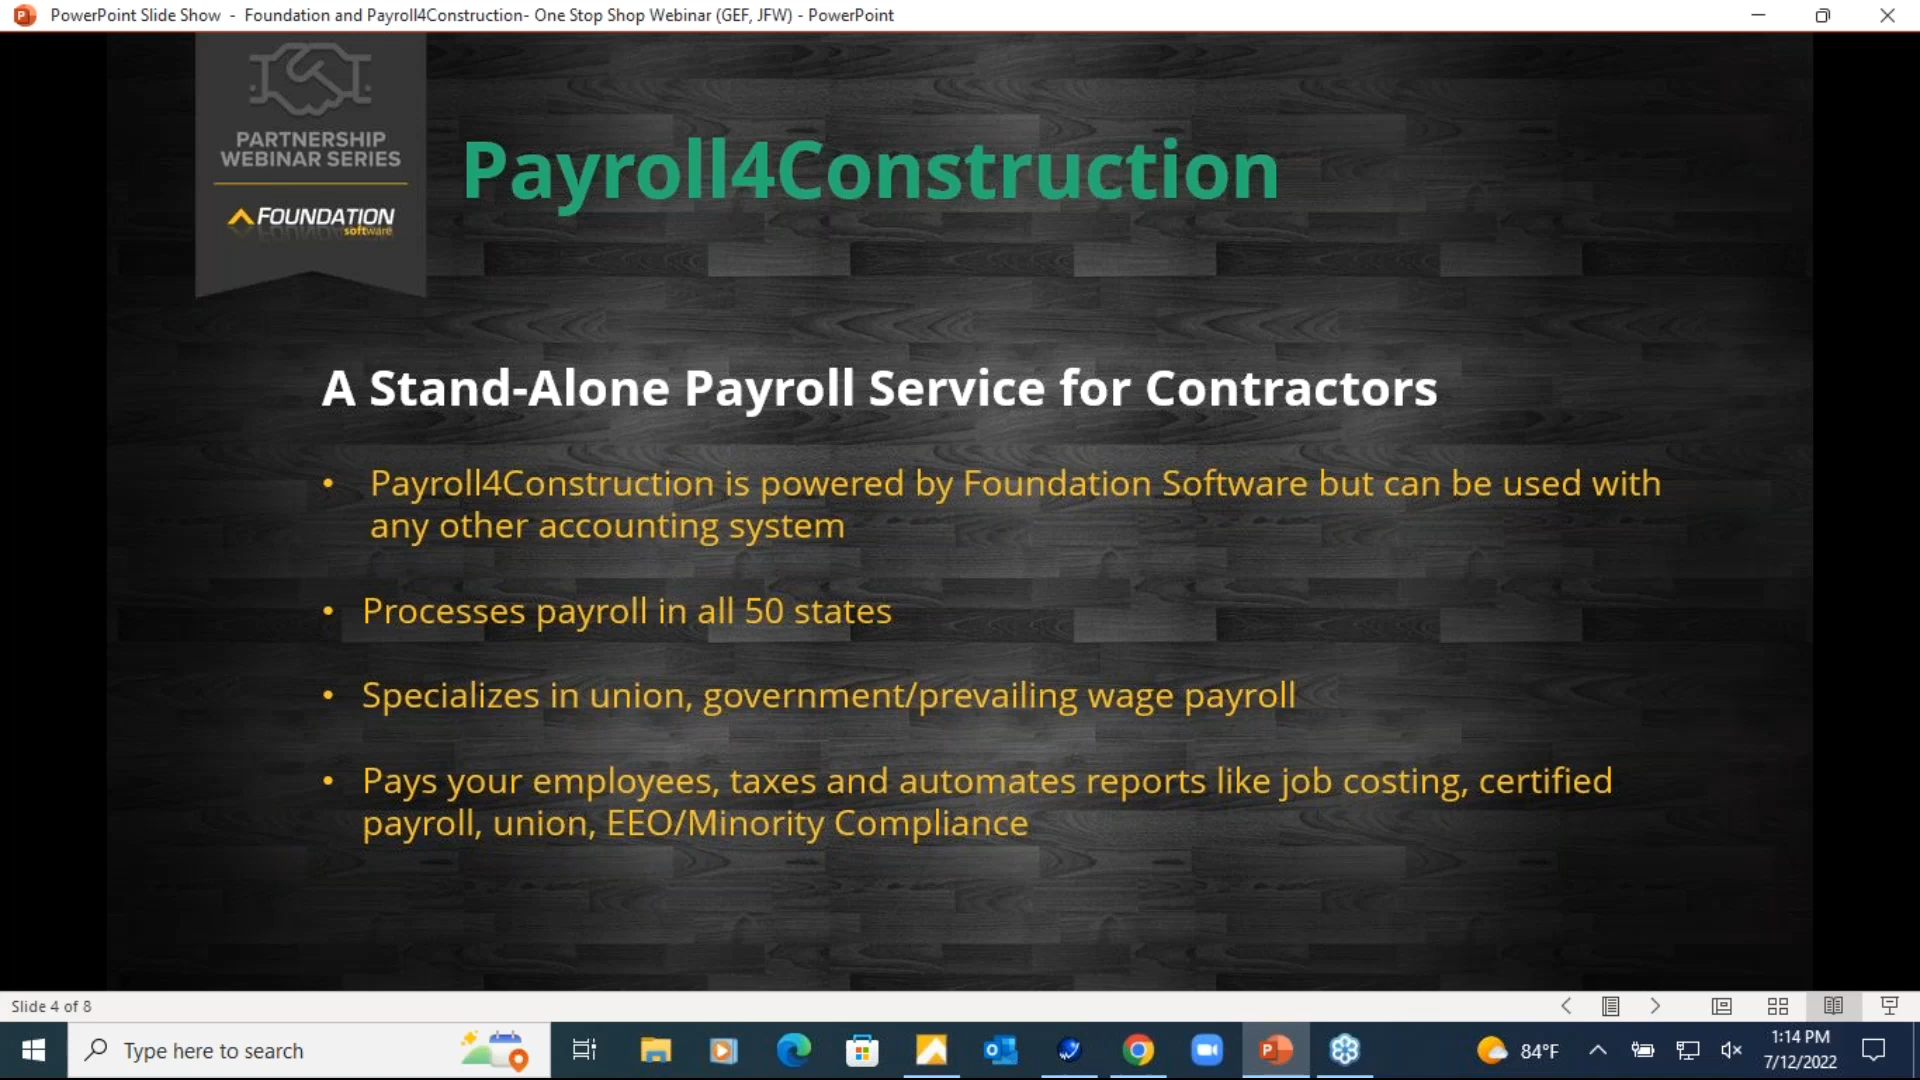 PowerPoint Slide Show - Foundation and Payroll4Construction- One Stop Shop Webinar (GEF, JFW) - PowerPoint
PARTNERSHIP
WEBINAR SERIES
FOUNDATION
software
Payroll4Construction
A Stand-Alone Payroll Service for Contractors
• Payroll4Construction is powered by Foundation Software but can be used with
any other accounting system
• Processes payroll in all 50 states
• Specializes in union, government/prevailing wage payroll
• Pays your employees, taxes and automates reports like job costing, certified
payroll, union, EEO/Minority Compliance
Slide 4 of 8
Type here to search
84°F
1:14 PM
7/12/2022